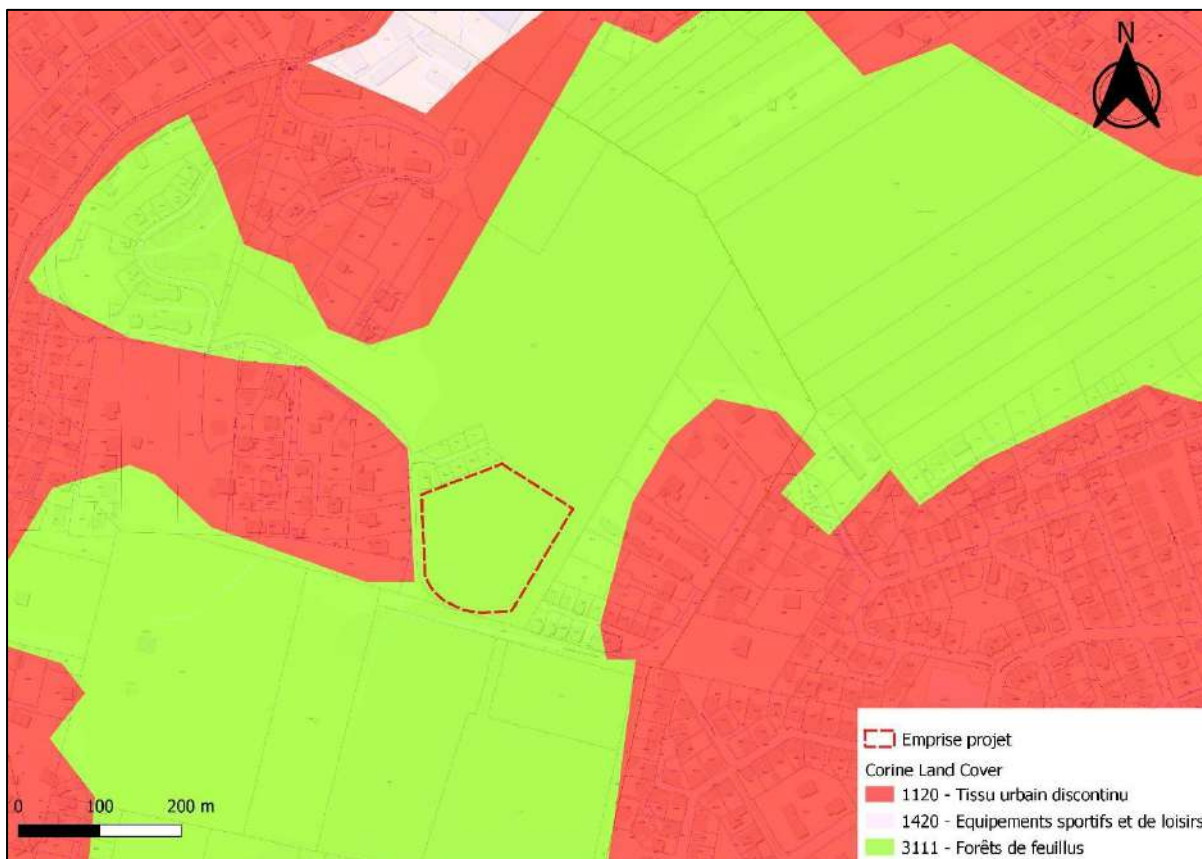 N
Emprise projet
Corine Land Cover
1120 - Tissu urbain discontinu
1420 - Equipements sportifs et de loisirs
3111 - Forêts de feuillus
0 100 200 m